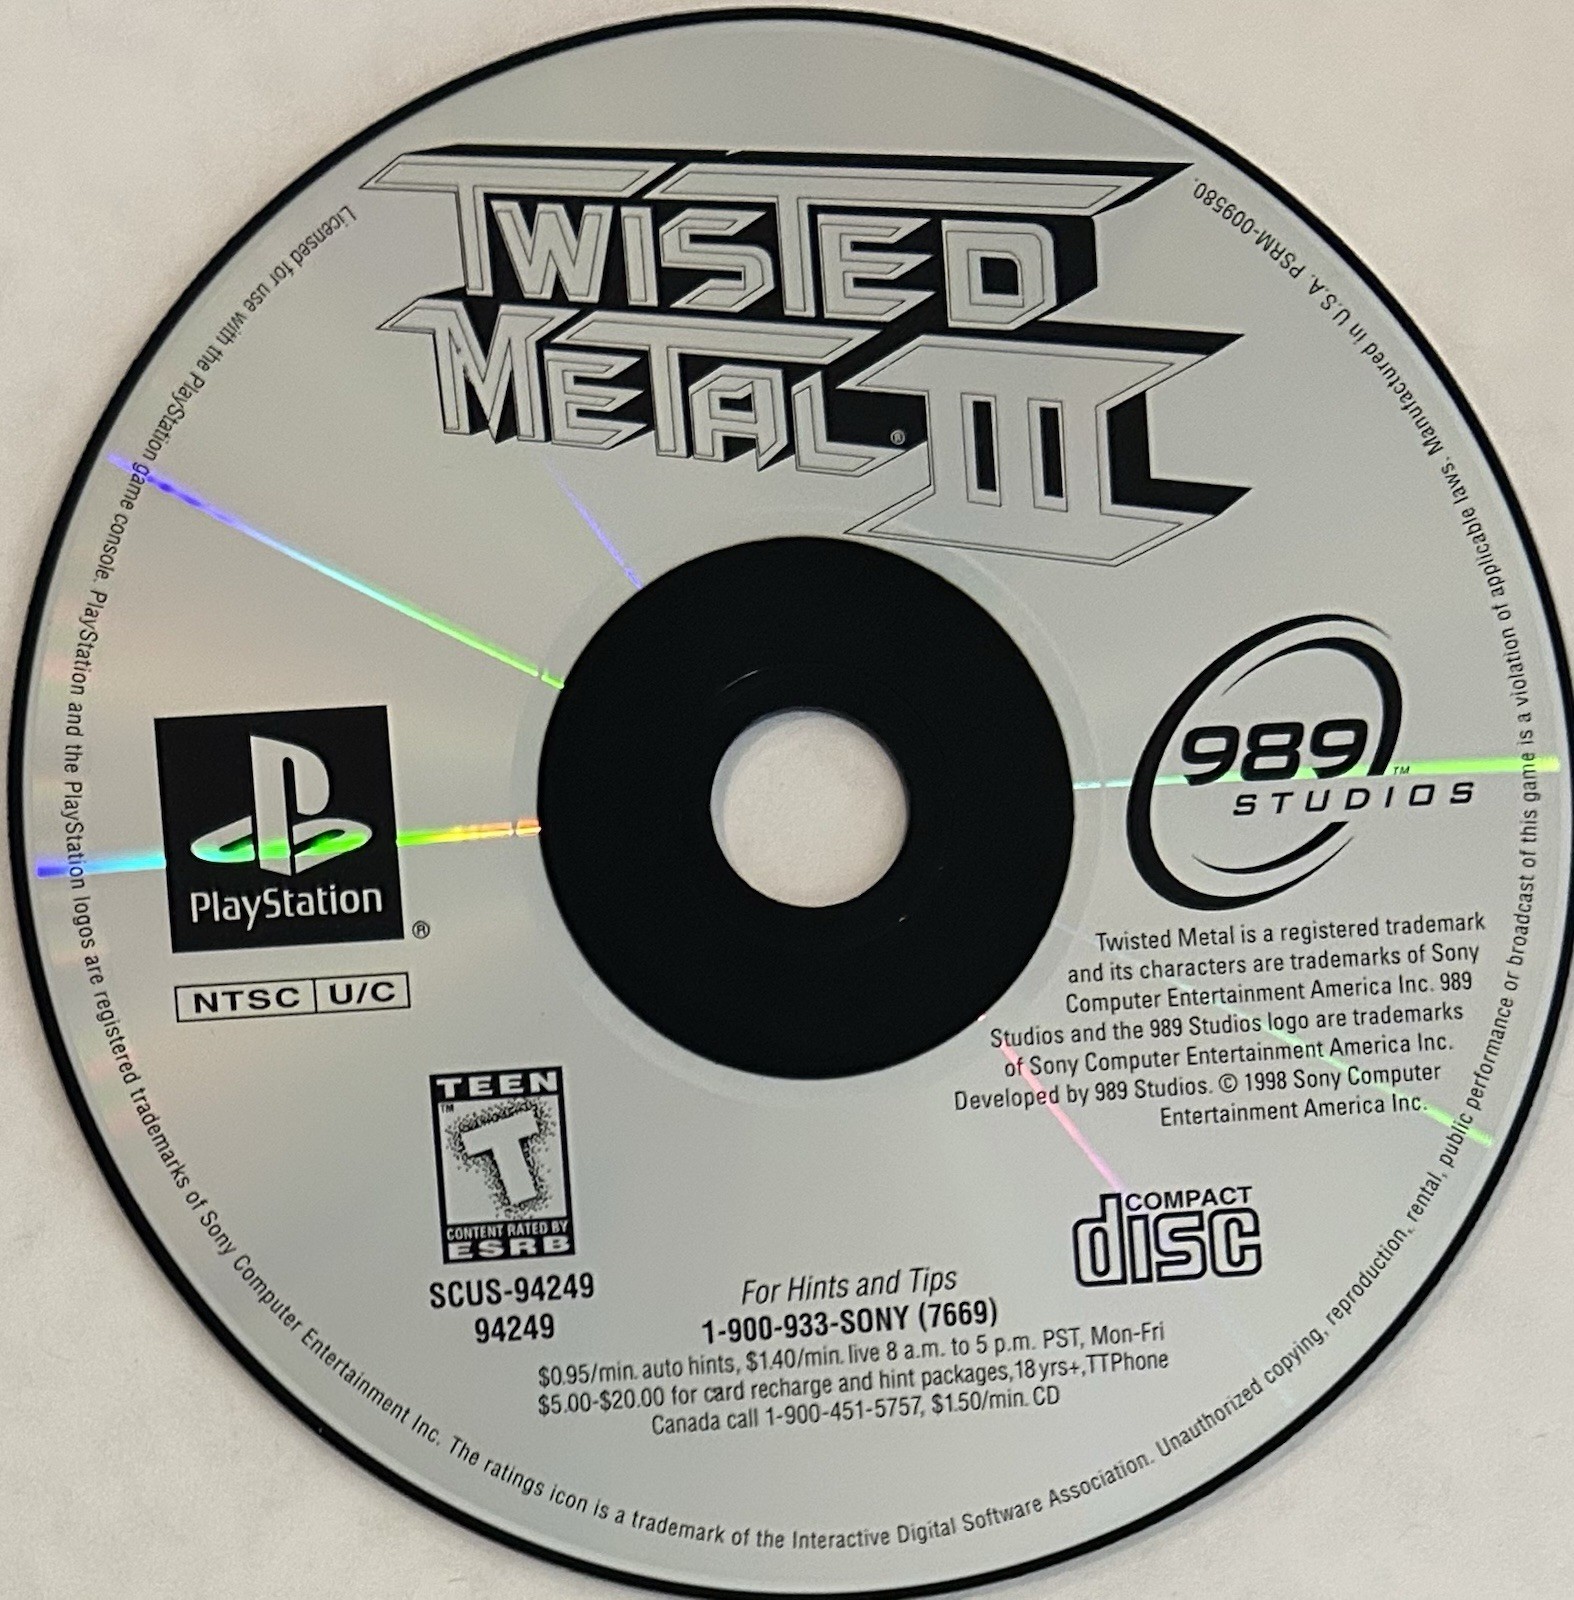 TWISTED
METAL® III
989™
STUDIOS
PlayStation
®
NTSC U/C
Twisted Metal is a registered trademark
and its characters are trademarks of Sony
Computer Entertainment America Inc. 989
Studios and the 989 Studios logo are trademarks
of Sony Computer Entertainment America Inc.
Developed by 989 Studios. © 1998 Sony Computer
Entertainment America Inc.
TEEN
TM
T
CONTENT RATED BY
ESRB
SCUS-94249
94249
COMPACT
disc
For Hints and Tips
1-900-933-SONY (7669)
$0.95/min. auto hints, $1.40/min. live 8 a.m. to 5 p.m. PST, Mon-Fri
$5.00-$20.00 for card recharge and hint packages, 18 yrs+, TTPhone
Canada call 1-900-451-5757, $1.50/min. CD
Licensed for use with the PlayStation game console. PlayStation and the PlayStation logos are registered trademarks of Sony Computer Entertainment Inc. The ratings icon is a trademark of the Interactive Digital Software Association. Unauthorized copying, reproduction, rental, public performance or broadcast of this game is a violation of applicable laws. Manufactured in U.S.A. PSRM-009580.